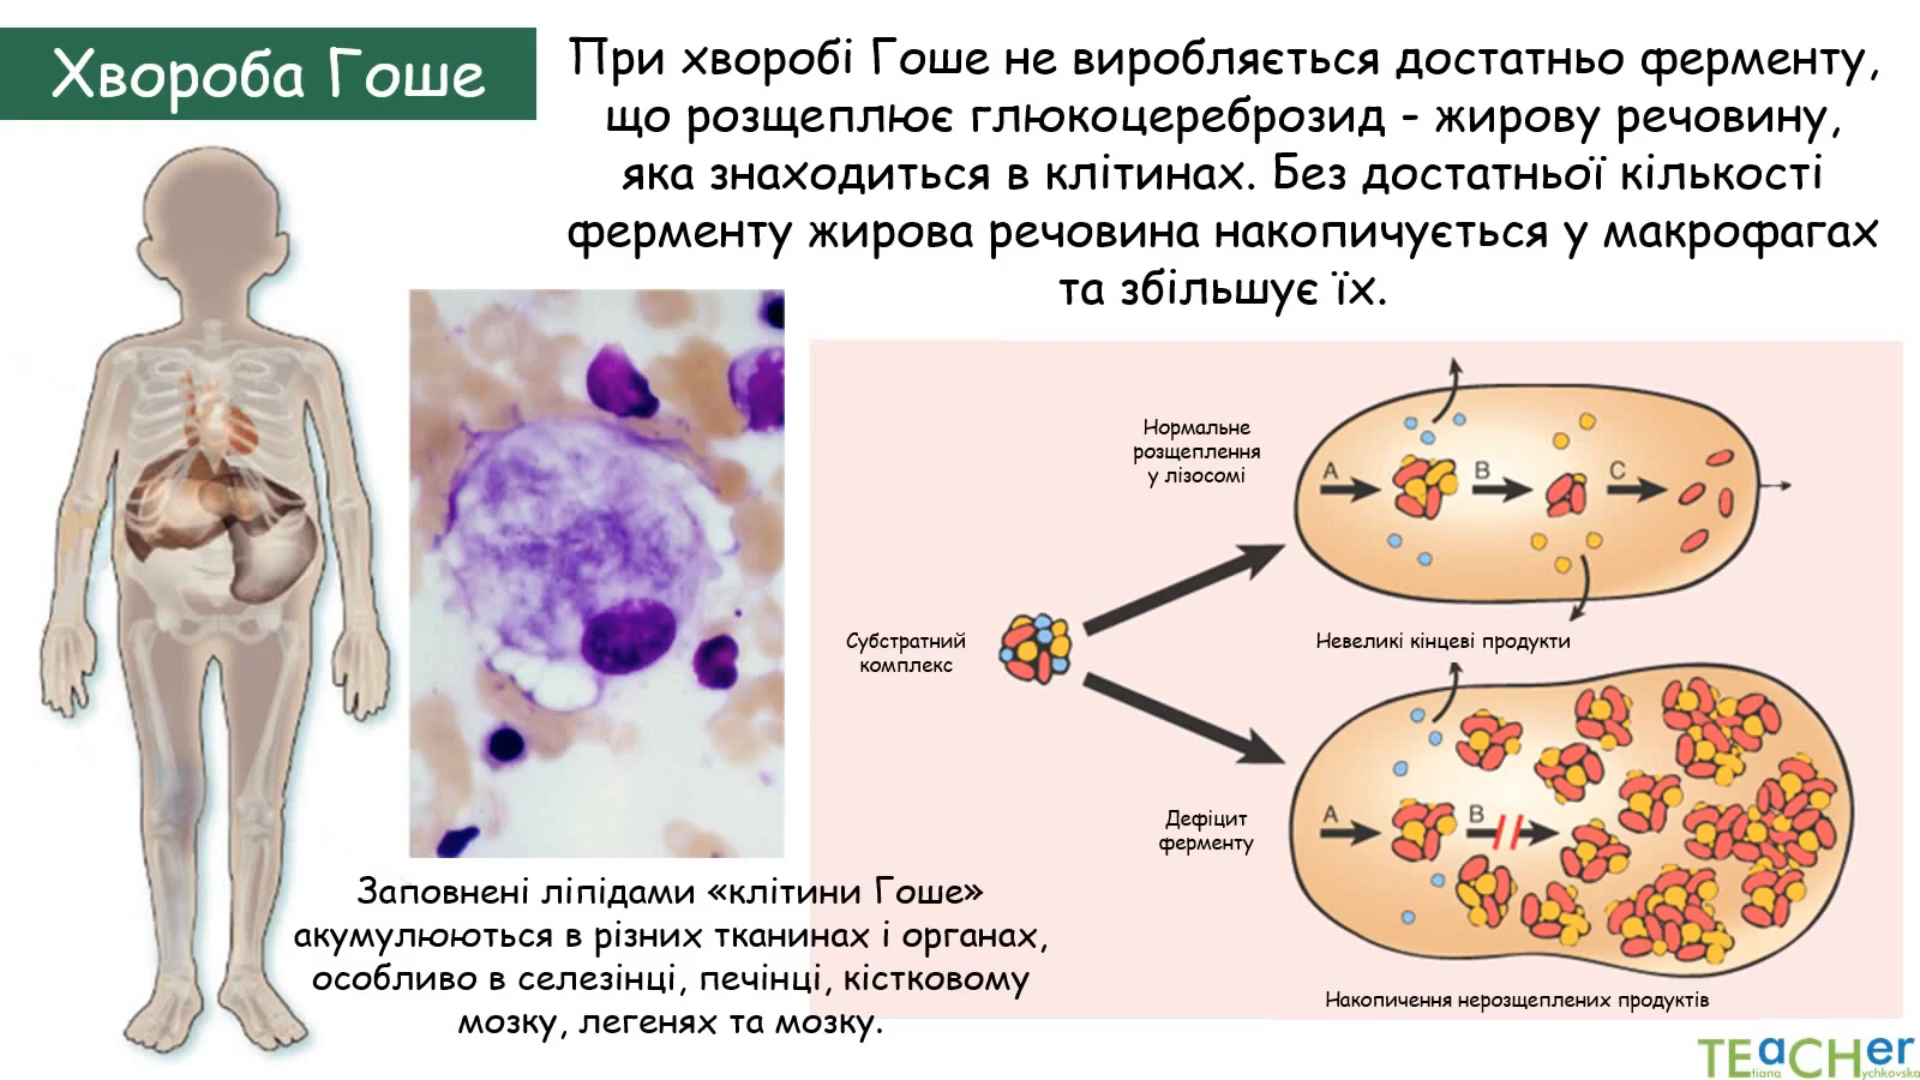 Хвороба Гоше
При хворобі Гоше не виробляється достатньо ферменту,
що розщеплює глюкоцереброзид - жирову речовину,
яка знаходиться в клітинах. Без достатньої кількості
ферменту жирова речовина накопичується у макрофагах
та збільшує їх.
Нормальне
розщеплення
у лізосомі
A
B
C
Субстратний
комплекс
Невеликі кінцеві продукти
Дефіцит
ферменту
A
B
Накопичення нерозщеплених продуктів
Заповнені ліпідами «клітини Гоше»
акумулюються в різних тканинах і органах,
особливо в селезінці, печінці, кістковому
мозку, легенях та мозку.
TEaCHer
tiana ychkovska